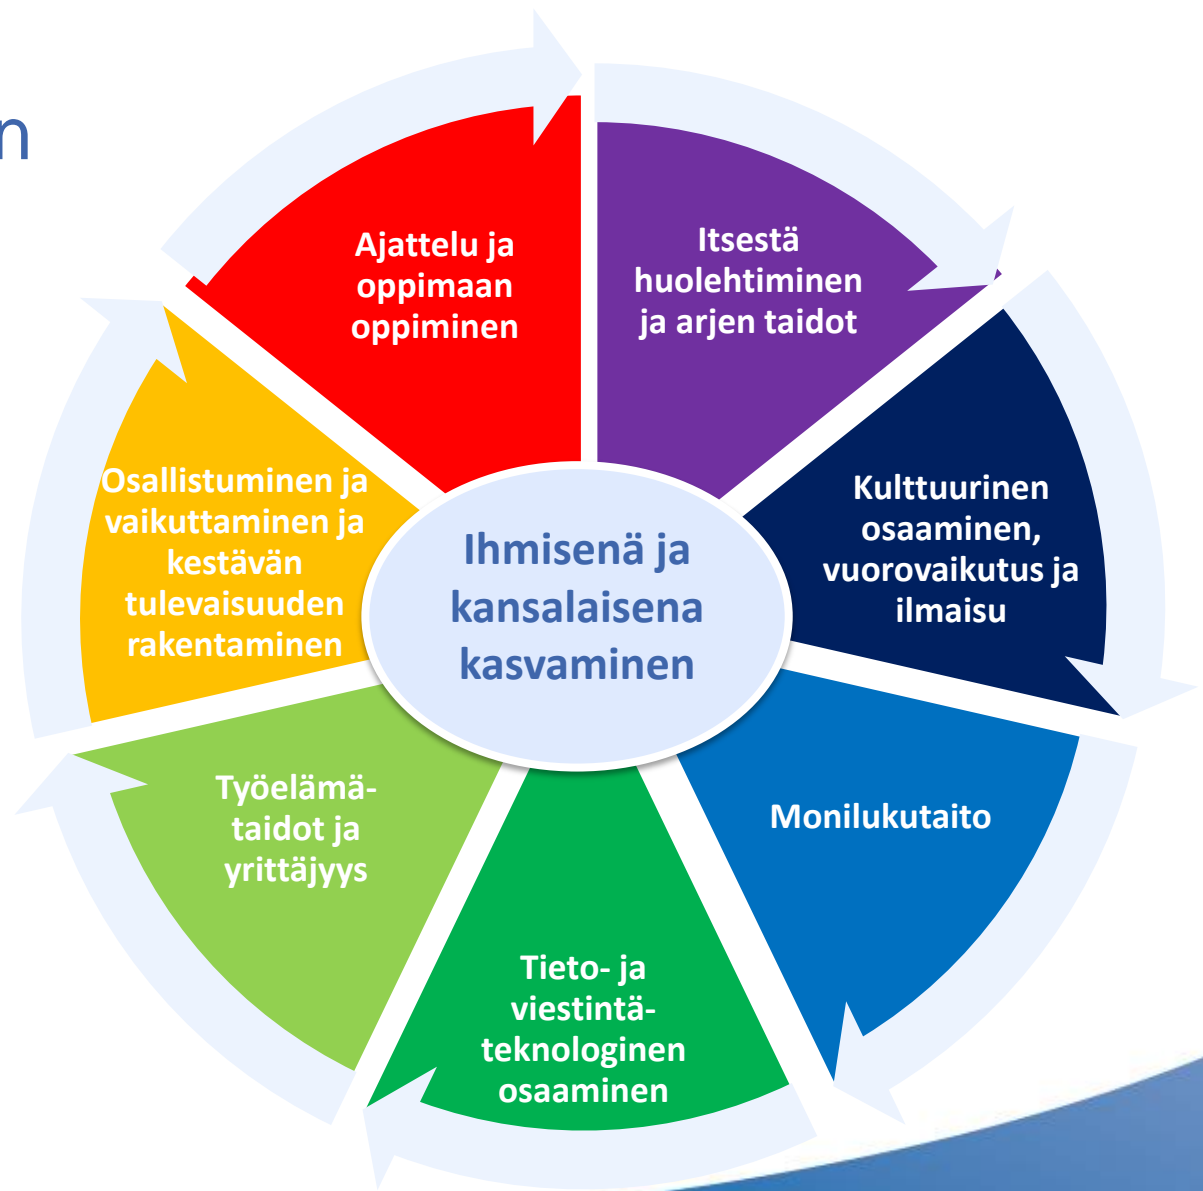 n
Ajattelu ja
oppimaan
oppiminen
Itsestä
huolehtiminen
ja arjen taidot
Kulttuurinen
osaaminen,
vuorovaikutus ja
ilmaisu
Monilukutaito
Tieto- ja
viestintä-
teknologinen
osaaminen
Työelämä-
taidot ja
yrittäjyys
Osallistuminen ja
vaikuttaminen ja
kestävän
tulevaisuuden
rakentaminen
Ihmisenä ja
kansalaisena
kasvaminen